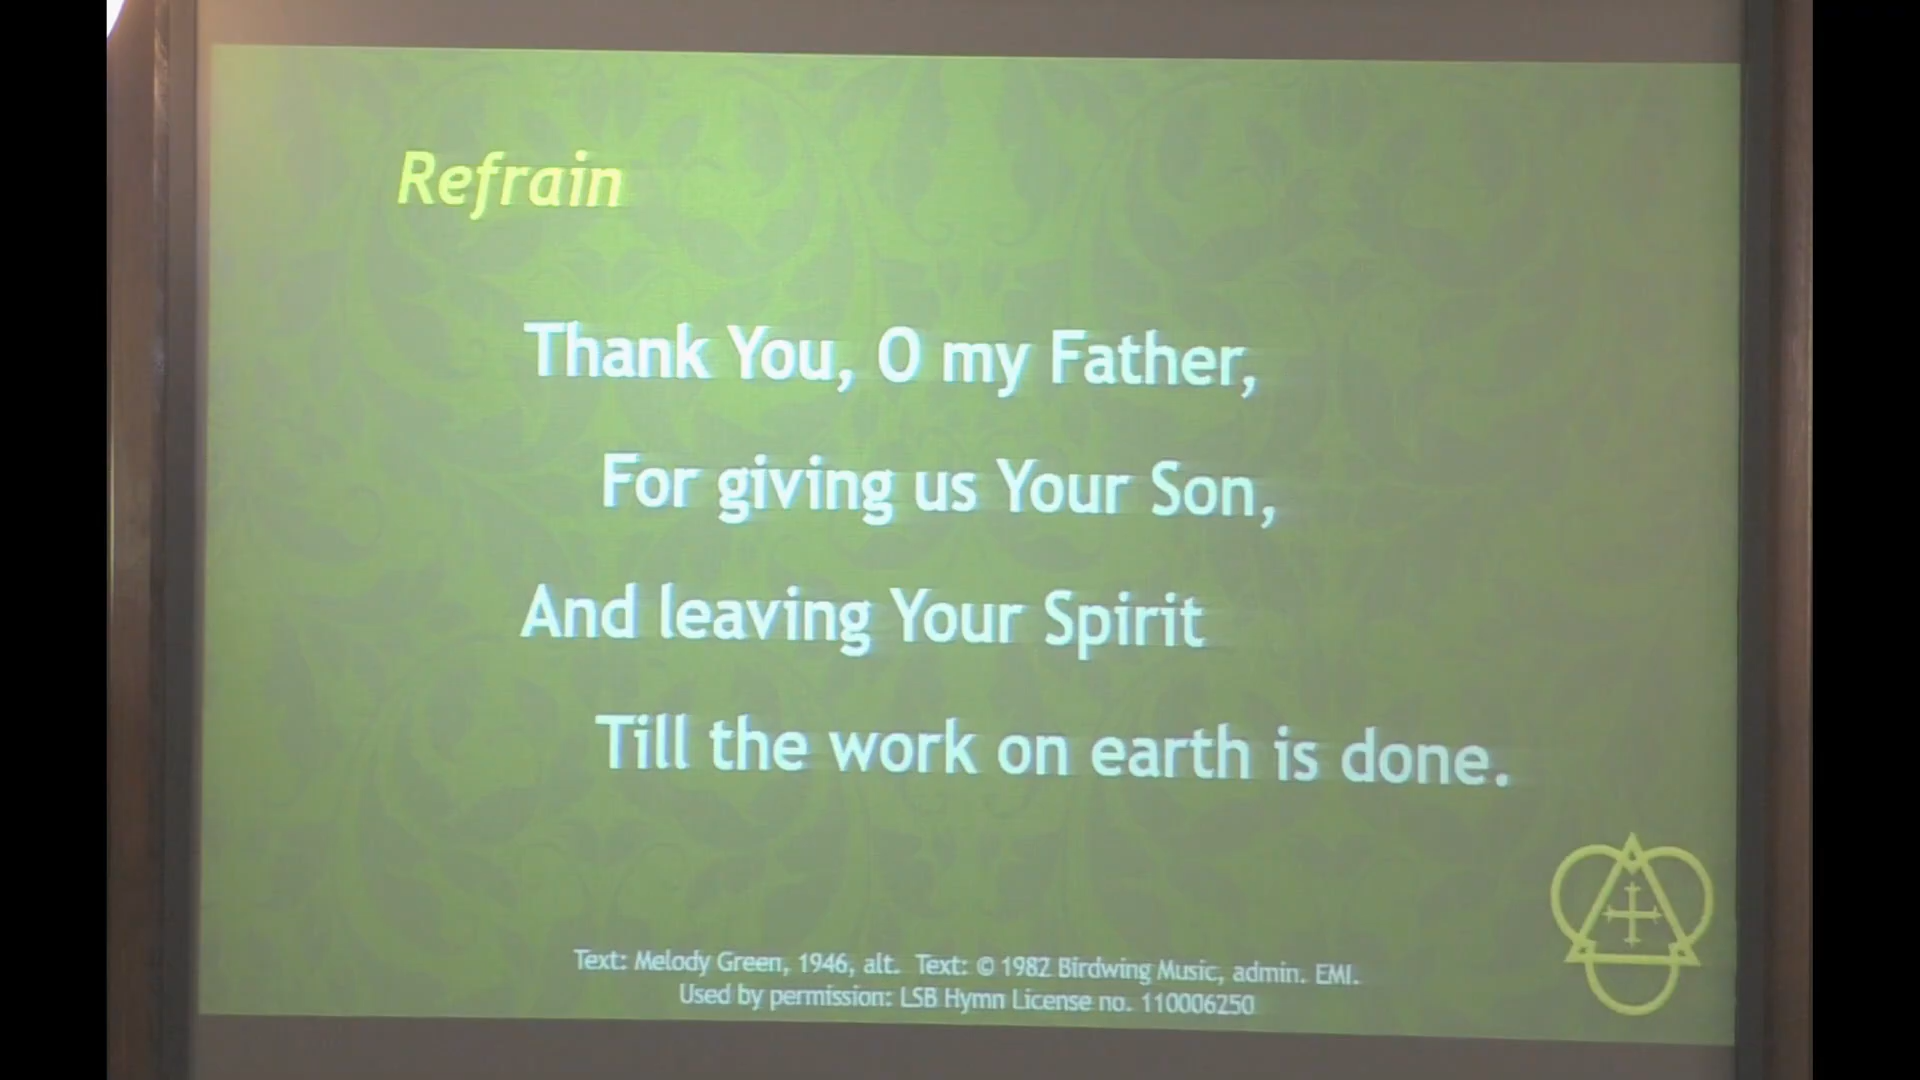 Refrain
Thank You, O my Father,
For giving us Your Son,
And leaving Your Spirit
Till the work on earth is done.
Text: Melody Green, 1946, alt. Text: © 1982 Birdwing Music, admin. EMI.
Used by permission: LSB Hymn License no. 110006250